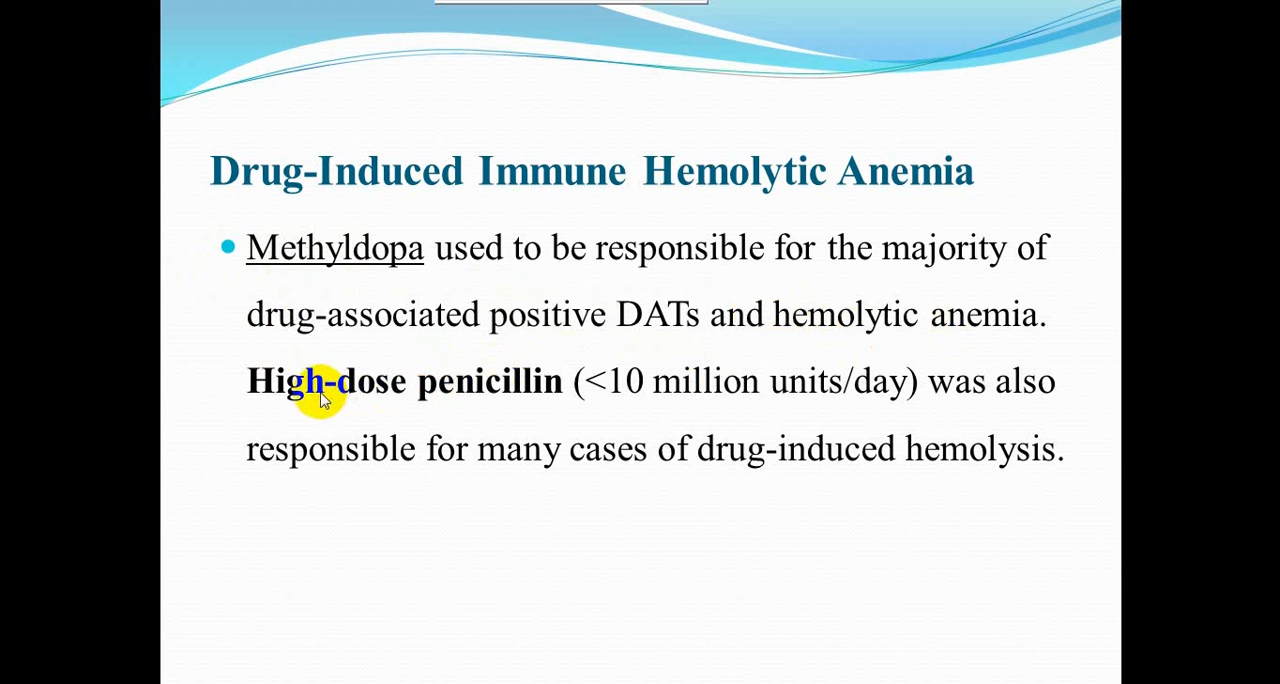 Drug-Induced Immune Hemolytic Anemia
Methyldopa used to be responsible for the majority of
drug-associated positive DATs and hemolytic anemia.
High-dose penicillin (<10 million units/day) was also
responsible for many cases of drug-induced hemolysis.